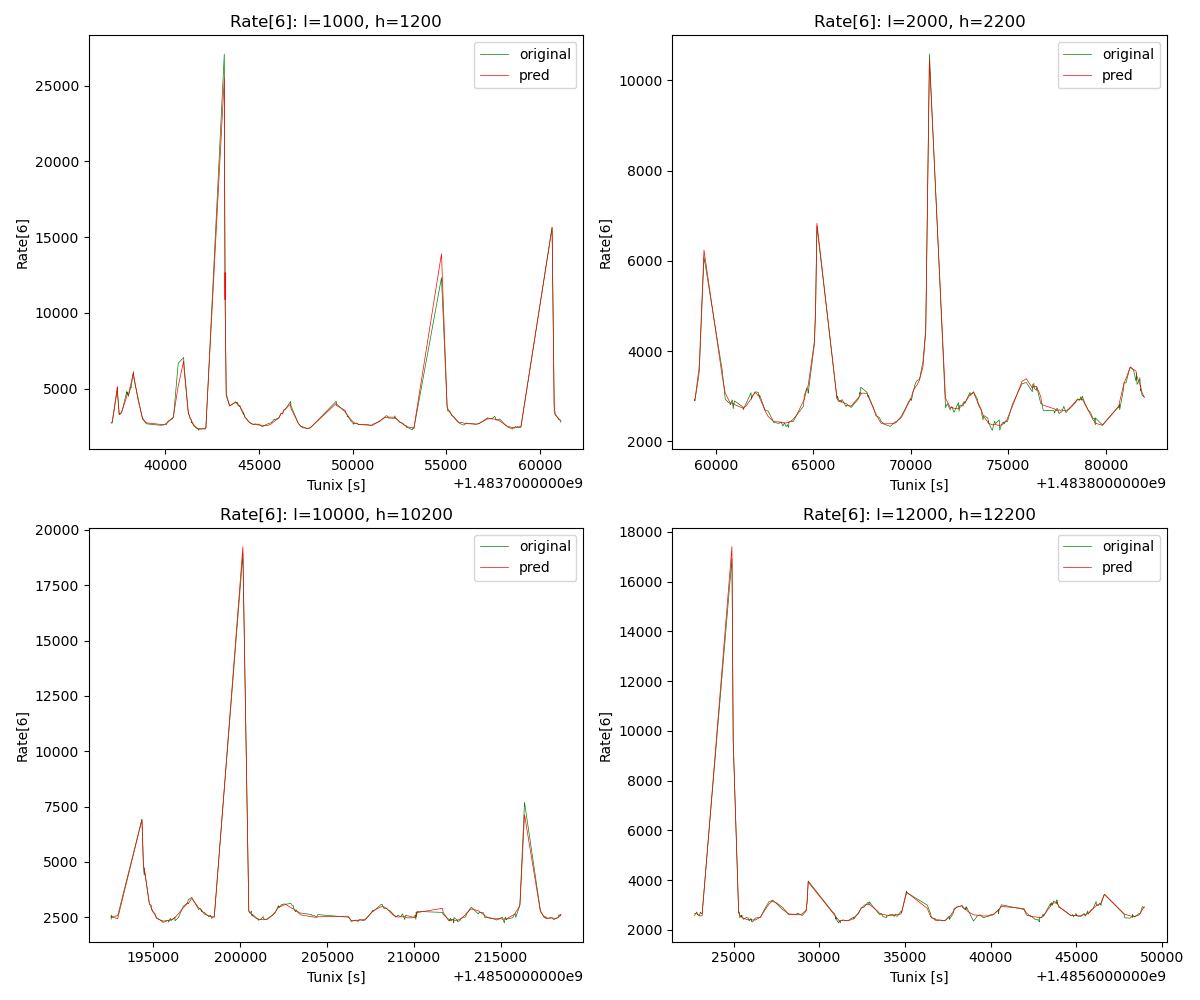 Rate[6]: l=1000, h=1200
original
pred
25000
20000
15000
10000
5000
Rate[6]
40000 45000 50000 55000 60000
Tunix [s]
+1.4837000000e9
Rate[6]: l=2000, h=2200
original
pred
10000
8000
6000
4000
2000
Rate[6]
60000 65000 70000 75000 80000
Tunix [s]
+1.4838000000e9
Rate[6]: l=10000, h=10200
original
pred
20000
17500
15000
12500
10000
7500
5000
2500
Rate[6]
195000 200000 205000 210000 215000
Tunix [s]
+1.4850000000e9
Rate[6]: l=12000, h=12200
original
pred
18000
16000
14000
12000
10000
8000
6000
4000
2000
Rate[6]
25000 30000 35000 40000 45000 50000
Tunix [s]
+1.4856000000e9